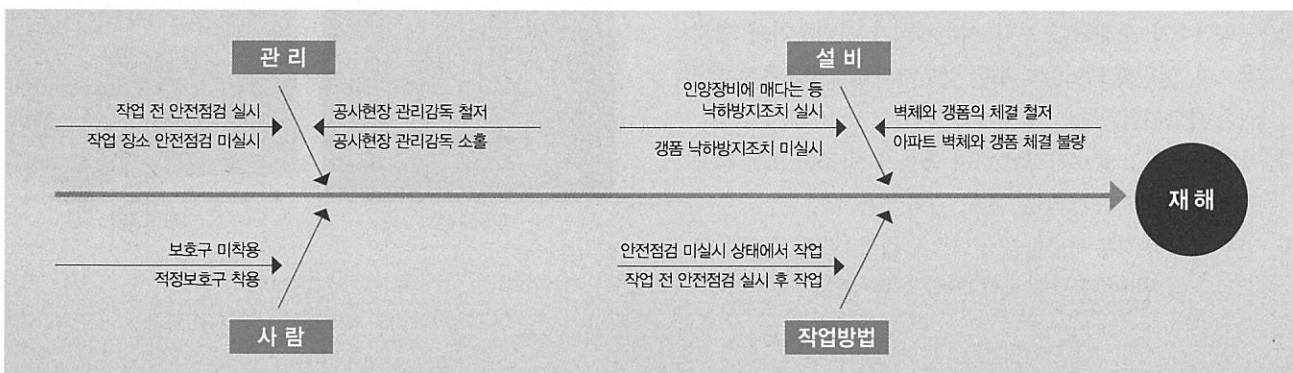 관 리
작업 전 안전점검 실시
작업 장소 안전점검 미실시
공사현장 관리감독 철저
공사현장 관리감독 소홀
설 비
인양장비에 매다는 등
낙하방지조치 실시
갱폼 낙하방지조치 미실시
벽체와 갱폼의 체결 철저
아파트 벽체와 갱폼 체결 불량
재 해
보호구 미착용
적정보호구 착용
사 람
안전점검 미실시 상태에서 작업
작업 전 안전점검 실시 후 작업
작업방법